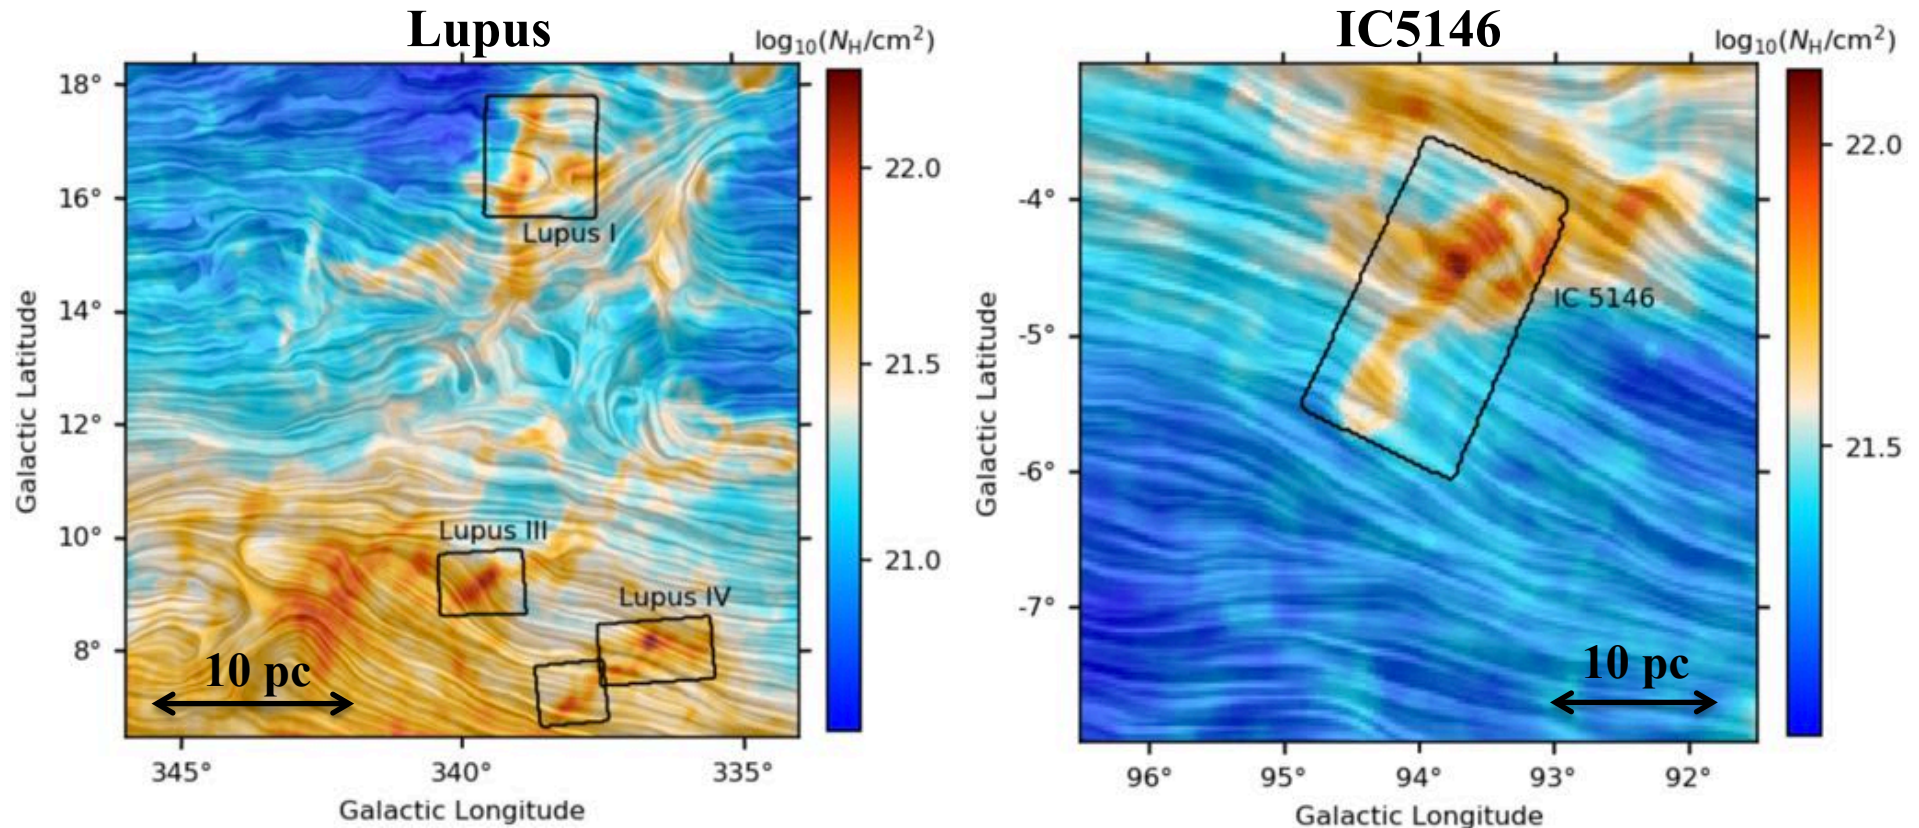 Lupus
log₁₀(N_H/cm²)
18°
16°
14°
12°
10°
8°
Galactic Latitude
Lupus I
Lupus III
Lupus IV
10 pc
22.0
21.5
21.0
345°
340°
335°
Galactic Longitude
IC5146
log₁₀(N_H/cm²)
-4°
-5°
-6°
-7°
Galactic Latitude
IC 5146
10 pc
22.0
21.5
96°
95°
94°
93°
92°
Galactic Longitude